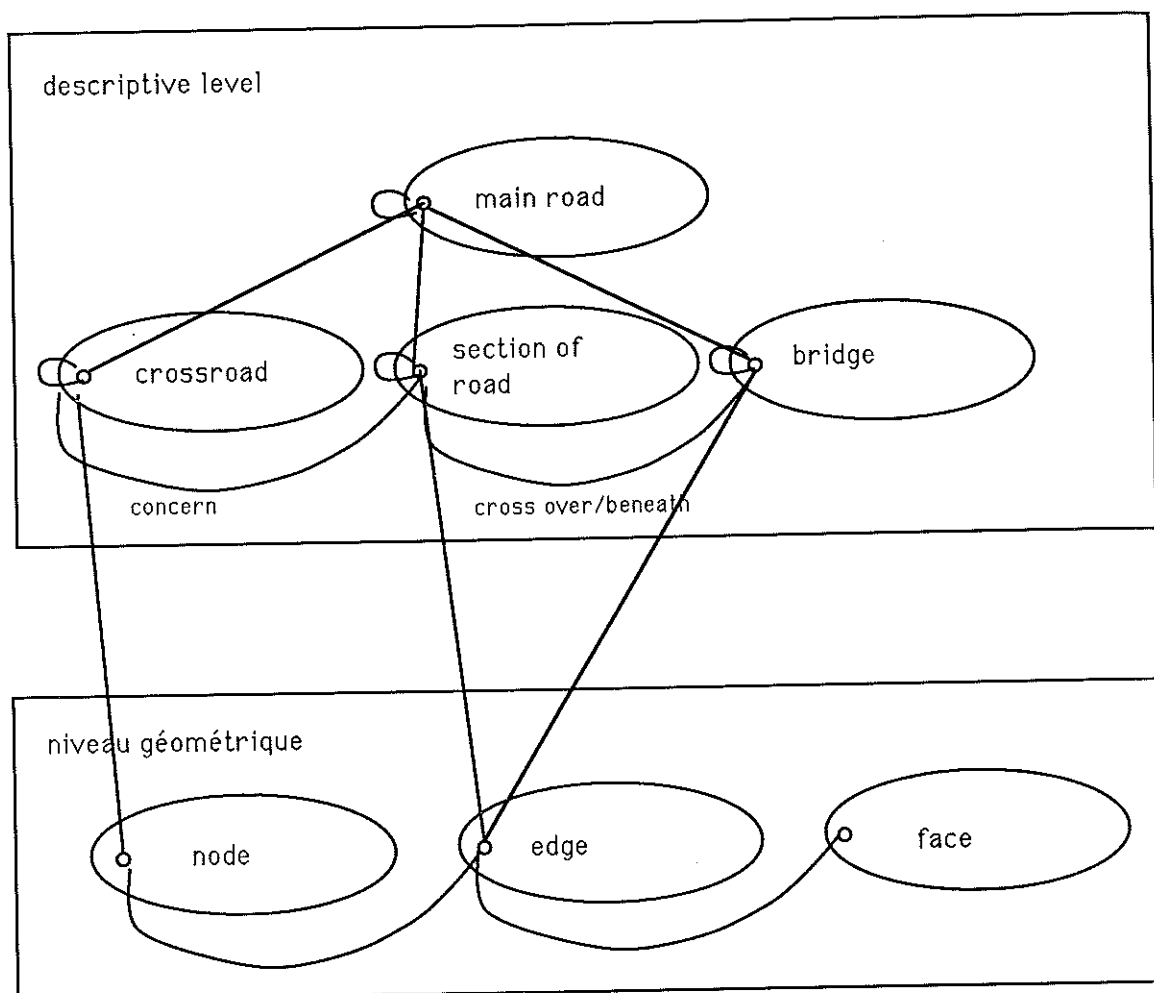 descriptive level
main road
crossroad
section of
road
bridge
concern
cross over/beneath
niveau géométrique
node
edge
face